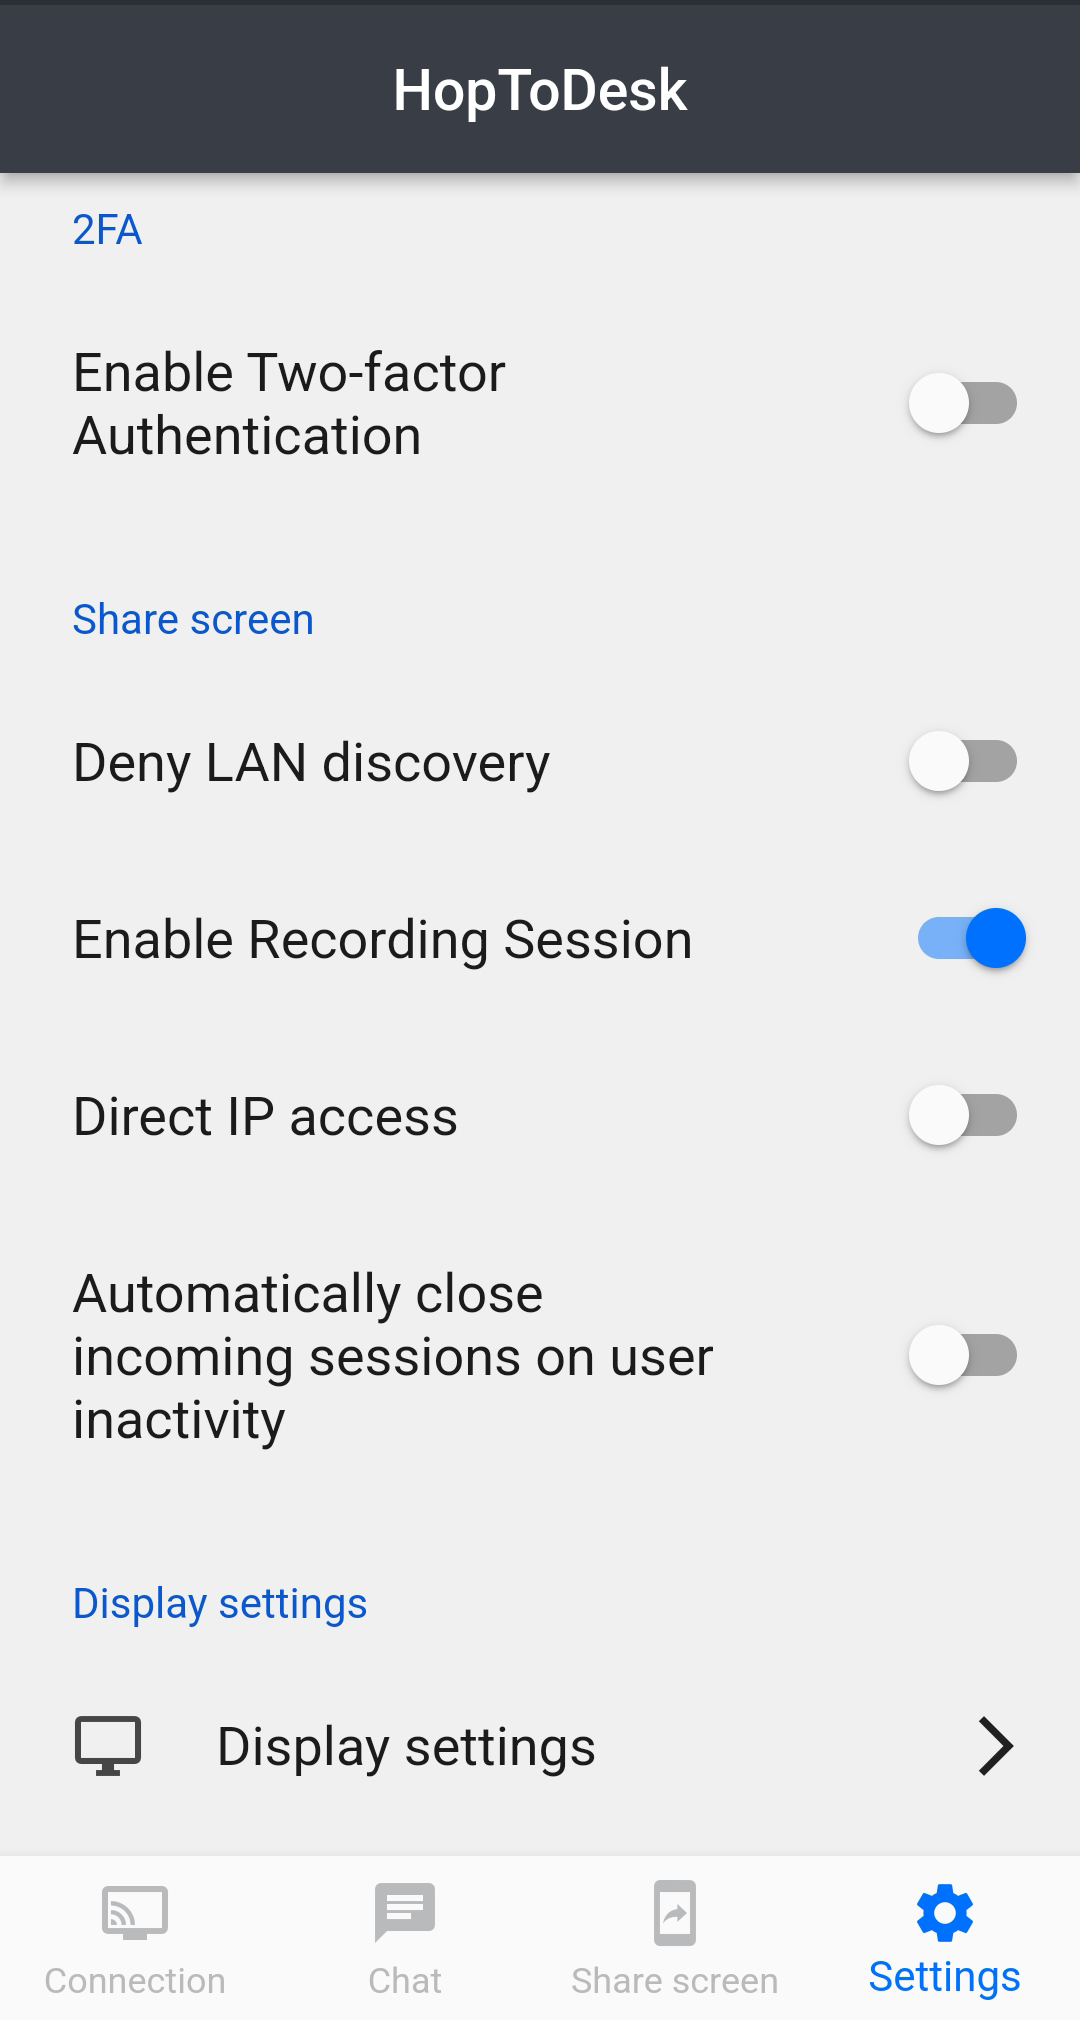 HopToDesk
2FA
Enable Two-factor
Authentication
Share screen
Deny LAN discovery
Enable Recording Session
Direct IP access
Automatically close
incoming sessions on user
inactivity
Display settings
Display settings
Connection
Chat
Share screen
Settings